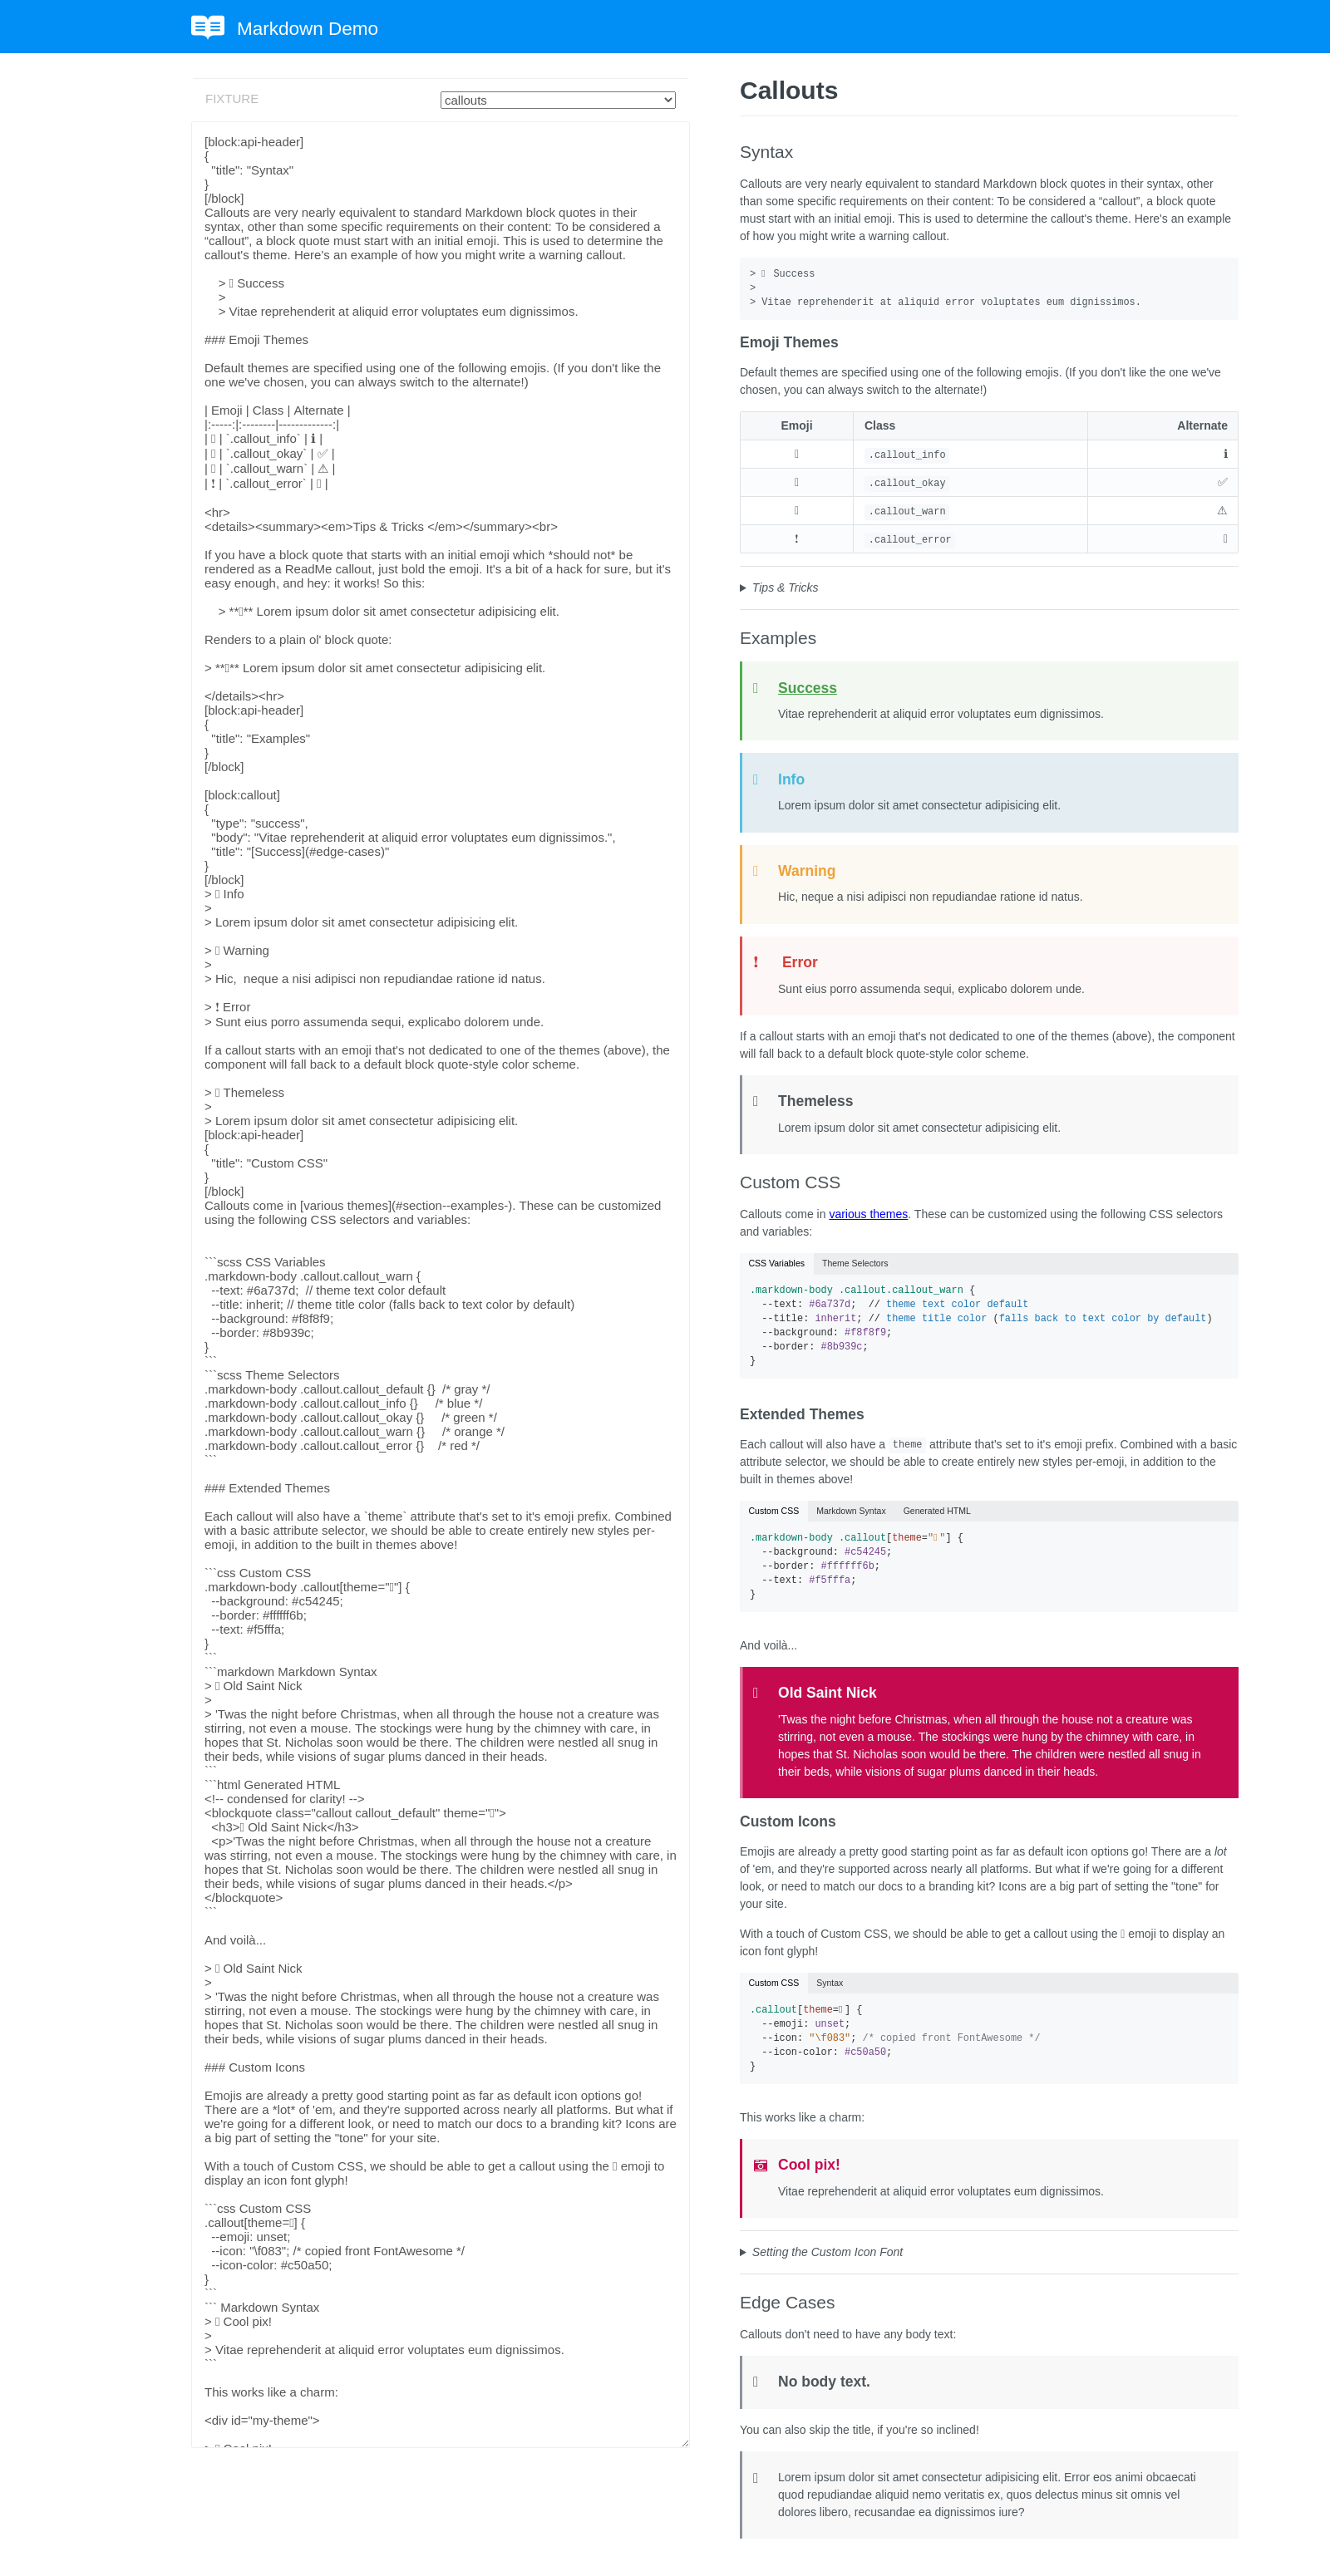 Markdown Demo
FIXTURE
callouts
[block:api-header]
{
"title": "Syntax"
}
[/block]
Callouts are very nearly equivalent to standard Markdown block quotes in their
syntax, other than some specific requirements on their content: To be considered a
“callout”, a block quote must start with an initial emoji. This is used to determine the
callout's theme. Here's an example of how you might write a warning callout.
> Success
>
> Vitae reprehenderit at aliquid error voluptates eum dignissimos.
### Emoji Themes
Default themes are specified using one of the following emojis. (If you don't like the
one we've chosen, you can always switch to the alternate!)
| Emoji | Class | Alternate |
|:-----:|:--------|-------------:|
| | `.callout_info` | ℹ |
| | `.callout_okay` | ✅ |
| | `.callout_warn` | ⚠ |
| ❗ | `.callout_error` | |
<hr>
<details><summary><em>Tips & Tricks </em></summary><br>
If you have a block quote that starts with an initial emoji which *should not* be
rendered as a ReadMe callout, just bold the emoji. It's a bit of a hack for sure, but it's
easy enough, and hey: it works! So this:
> **** Lorem ipsum dolor sit amet consectetur adipisicing elit.
Renders to a plain ol' block quote:
> **** Lorem ipsum dolor sit amet consectetur adipisicing elit.
</details><hr>
[block:api-header]
{
"title": "Examples"
}
[/block]
[block:callout]
{
"type": "success",
"body": "Vitae reprehenderit at aliquid error voluptates eum dignissimos.",
"title": "[Success](#edge-cases)"
}
[/block]
> Info
>
> Lorem ipsum dolor sit amet consectetur adipisicing elit.
> Warning
>
> Hic, neque a nisi adipisci non repudiandae ratione id natus.
> ❗ Error
> Sunt eius porro assumenda sequi, explicabo dolorem unde.
If a callout starts with an emoji that's not dedicated to one of the themes (above), the
component will fall back to a default block quote-style color scheme.
> Themeless
>
> Lorem ipsum dolor sit amet consectetur adipisicing elit.
[block:api-header]
{
"title": "Custom CSS"
}
[/block]
Callouts come in [various themes](#section--examples-). These can be customized
using the following CSS selectors and variables:
```scss CSS Variables
.markdown-body .callout.callout_warn {
--text: #6a737d; // theme text color default
--title: inherit; // theme title color (falls back to text color by default)
--background: #f8f8f9;
--border: #8b939c;
}
```
```scss Theme Selectors
.markdown-body .callout.callout_default {} /* gray */
.markdown-body .callout.callout_info {} /* blue */
.markdown-body .callout.callout_okay {} /* green */
.markdown-body .callout.callout_warn {} /* orange */
.markdown-body .callout.callout_error {} /* red */
```
### Extended Themes
Each callout will also have a `theme` attribute that's set to it's emoji prefix. Combined
with a basic attribute selector, we should be able to create entirely new styles per-
emoji, in addition to the built in themes above!
```css Custom CSS
.markdown-body .callout[theme=""] {
--background: #c54245;
--border: #ffffff6b;
--text: #f5fffa;
}
```
```markdown Markdown Syntax
> Old Saint Nick
>
> 'Twas the night before Christmas, when all through the house not a creature was
stirring, not even a mouse. The stockings were hung by the chimney with care, in
hopes that St. Nicholas soon would be there. The children were nestled all snug in
their beds, while visions of sugar plums danced in their heads.
```
```html Generated HTML
<!-- condensed for clarity! -->
<blockquote class="callout callout_default" theme="">
<h3> Old Saint Nick</h3>
<p>'Twas the night before Christmas, when all through the house not a creature
was stirring, not even a mouse. The stockings were hung by the chimney with care, in
hopes that St. Nicholas soon would be there. The children were nestled all snug in
their beds, while visions of sugar plums danced in their heads.</p>
</blockquote>
```
And voilà...
> Old Saint Nick
>
> 'Twas the night before Christmas, when all through the house not a creature was
stirring, not even a mouse. The stockings were hung by the chimney with care, in
hopes that St. Nicholas soon would be there. The children were nestled all snug in
their beds, while visions of sugar plums danced in their heads.
### Custom Icons
Emojis are already a pretty good starting point as far as default icon options go!
There are a *lot* of 'em, and they're supported across nearly all platforms. But what if
we're going for a different look, or need to match our docs to a branding kit? Icons are
a big part of setting the "tone" for your site.
With a touch of Custom CSS, we should be able to get a callout using the emoji to
display an icon font glyph!
```css Custom CSS
.callout[theme=] {
--emoji: unset;
--icon: "\f083"; /* copied front FontAwesome */
--icon-color: #c50a50;
}
```
``` Markdown Syntax
> Cool pix!
>
> Vitae reprehenderit at aliquid error voluptates eum dignissimos.
```
This works like a charm:
<div id="my-theme">
> Cool pix!
Callouts
Syntax
Callouts are very nearly equivalent to standard Markdown block quotes in their syntax, other
than some specific requirements on their content: To be considered a “callout”, a block quote
must start with an initial emoji. This is used to determine the callout's theme. Here's an example
of how you might write a warning callout.
> Success
>
> Vitae reprehenderit at aliquid error voluptates eum dignissimos.
Emoji Themes
Default themes are specified using one of the following emojis. (If you don't like the one we've
chosen, you can always switch to the alternate!)
Emoji Class Alternate
.callout_info ℹ
.callout_okay ✅
.callout_warn ⚠
❗ .callout_error
Tips & Tricks
Examples
Success
Vitae reprehenderit at aliquid error voluptates eum dignissimos.
Info
Lorem ipsum dolor sit amet consectetur adipisicing elit.
Warning
Hic, neque a nisi adipisci non repudiandae ratione id natus.
❗ Error
Sunt eius porro assumenda sequi, explicabo dolorem unde.
If a callout starts with an emoji that's not dedicated to one of the themes (above), the component
will fall back to a default block quote-style color scheme.
Themeless
Lorem ipsum dolor sit amet consectetur adipisicing elit.
Custom CSS
Callouts come in various themes. These can be customized using the following CSS selectors
and variables:
CSS Variables Theme Selectors
.markdown-body .callout.callout_warn {
--text: #6a737d; // theme text color default
--title: inherit; // theme title color (falls back to text color by default)
--background: #f8f8f9;
--border: #8b939c;
}
Extended Themes
Each callout will also have a theme attribute that's set to it's emoji prefix. Combined with a basic
attribute selector, we should be able to create entirely new styles per-emoji, in addition to the
built in themes above!
Custom CSS Markdown Syntax Generated HTML
.markdown-body .callout[theme=""] {
--background: #c54245;
--border: #ffffff6b;
--text: #f5fffa;
}
And voilà...
Old Saint Nick
'Twas the night before Christmas, when all through the house not a creature was
stirring, not even a mouse. The stockings were hung by the chimney with care, in
hopes that St. Nicholas soon would be there. The children were nestled all snug in
their beds, while visions of sugar plums danced in their heads.
Custom Icons
Emojis are already a pretty good starting point as far as default icon options go! There are a lot
of 'em, and they're supported across nearly all platforms. But what if we're going for a different
look, or need to match our docs to a branding kit? Icons are a big part of setting the "tone" for
your site.
With a touch of Custom CSS, we should be able to get a callout using the emoji to display an
icon font glyph!
Custom CSS Syntax
.callout[theme=] {
--emoji: unset;
--icon: "\f083"; /* copied front FontAwesome */
--icon-color: #c50a50;
}
This works like a charm:
Cool pix!
Vitae reprehenderit at aliquid error voluptates eum dignissimos.
Setting the Custom Icon Font
Edge Cases
Callouts don't need to have any body text:
No body text.
You can also skip the title, if you're so inclined!
Lorem ipsum dolor sit amet consectetur adipisicing elit. Error eos animi obcaecati
quod repudiandae aliquid nemo veritatis ex, quos delectus minus sit omnis vel
dolores libero, recusandae ea dignissimos iure?